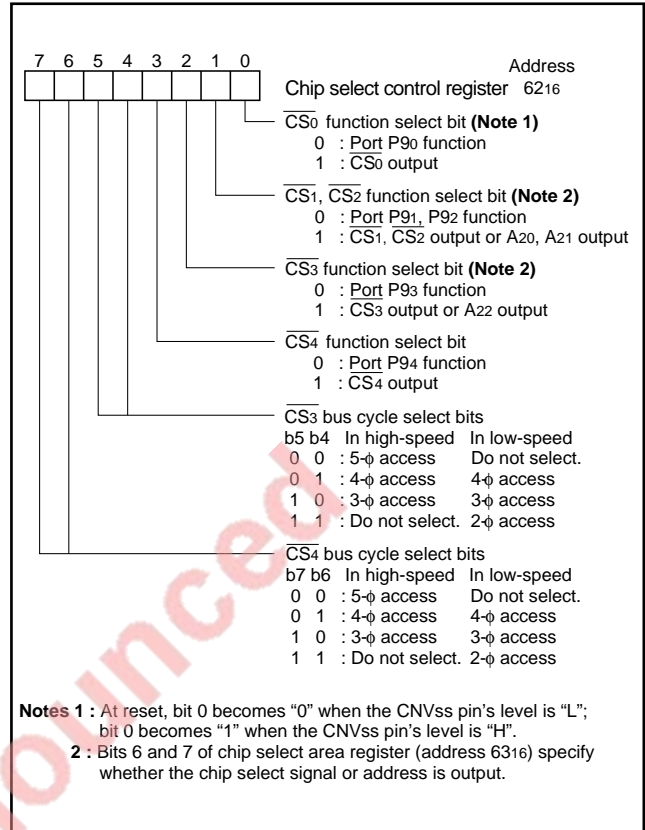 7 6 5 4 3 2 1 0
Address
Chip select control register 6216
CS0 function select bit (Note 1)
0 : Port P90 function
1 : CS0 output
CS1, CS2 function select bit (Note 2)
0 : Port P91, P92 function
1 : CS1, CS2 output or A20, A21 output
CS3 function select bit (Note 2)
0 : Port P93 function
1 : CS3 output or A22 output
CS4 function select bit
0 : Port P94 function
1 : CS4 output
CS3 bus cycle select bits
b5 b4 In high-speed In low-speed
0 0 : 5-ϕ access Do not select.
0 1 : 4-ϕ access 4-ϕ access
1 0 : 3-ϕ access 3-ϕ access
1 1 : Do not select. 2-ϕ access
CS4 bus cycle select bits
b7 b6 In high-speed In low-speed
0 0 : 5-ϕ access Do not select.
0 1 : 4-ϕ access 4-ϕ access
1 0 : 3-ϕ access 3-ϕ access
1 1 : Do not select. 2-ϕ access
Notes 1 : At reset, bit 0 becomes “0” when the CNVss pin’s level is “L”;
bit 0 becomes “1” when the CNVss pin’s level is “H”.
2 : Bits 6 and 7 of chip select area register (address 6316) specify
whether the chip select signal or address is output.